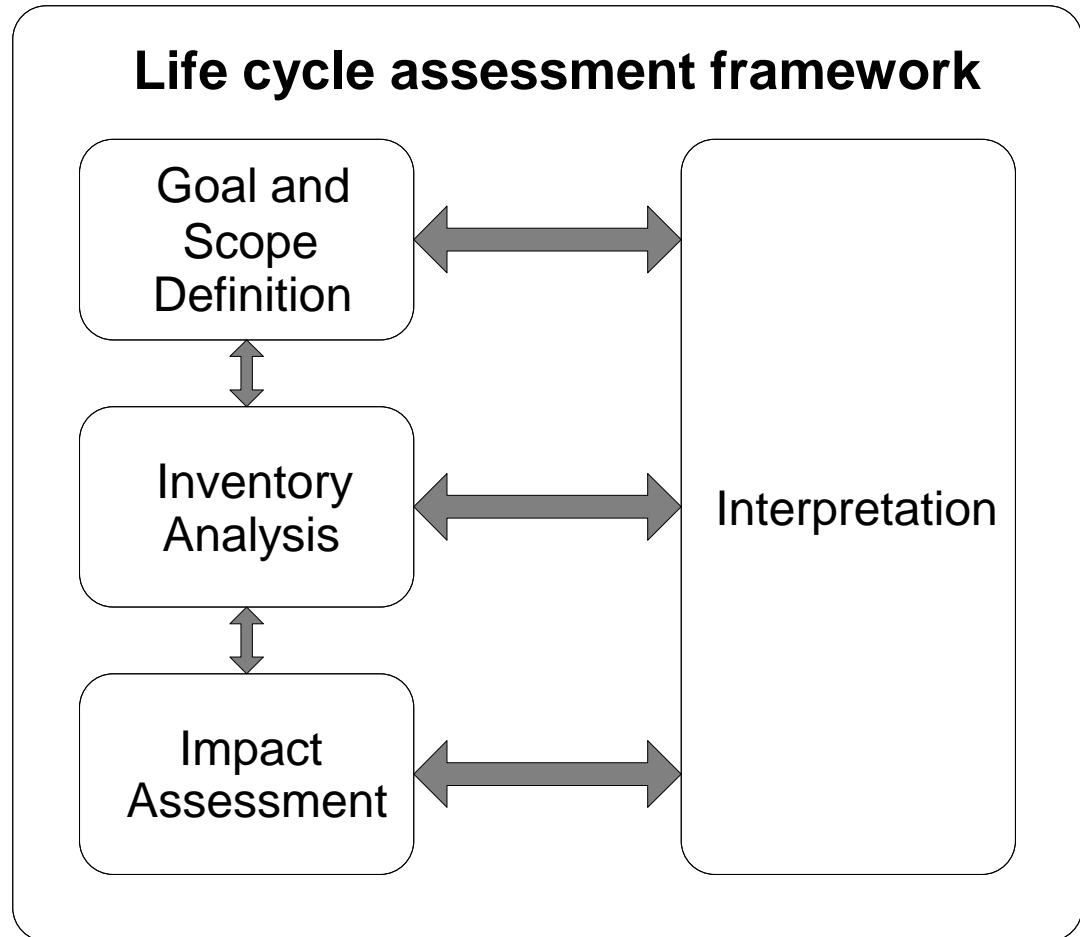 Life cycle assessment framework
Goal and
Scope
Definition
Inventory
Analysis
Impact
Assessment
Interpretation